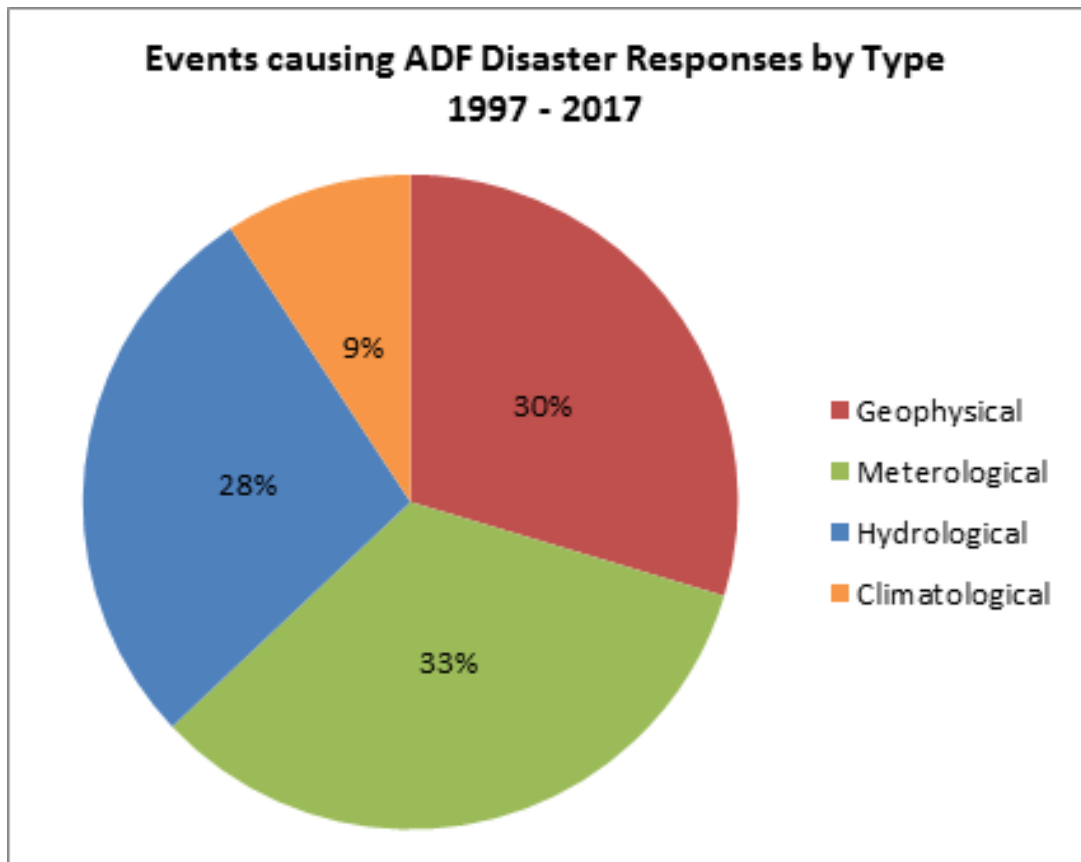 Events causing ADF Disaster Responses by Type
1997 - 2017
9%
30%
28%
33%
Geophysical
Meterological
Hydrological
Climatological